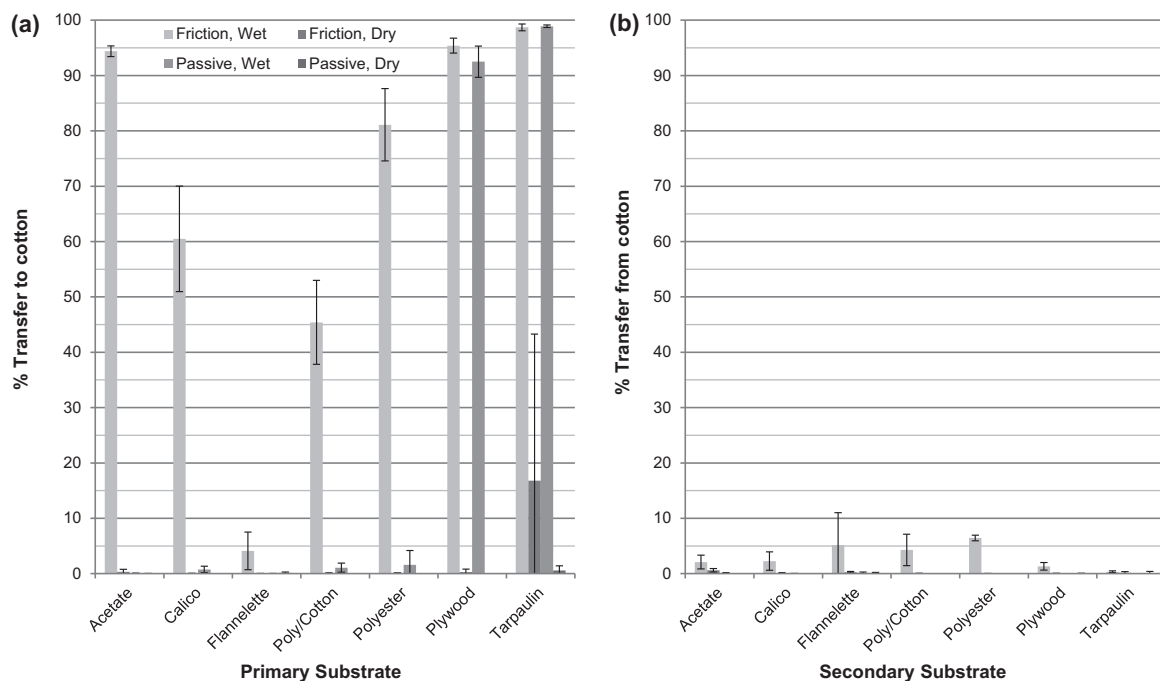 (a)
Friction, Wet
Friction, Dry
Passive, Wet
Passive, Dry
% Transfer to cotton
100
90
80
70
60
50
40
30
20
10
0
Acetate
Calico
Flannelette
Poly/Cotton
Polyester
Plywood
Tarpaulin
Primary Substrate
(b)
% Transfer from cotton
100
90
80
70
60
50
40
30
20
10
0
Acetate
Calico
Flannelette
Poly/Cotton
Polyester
Plywood
Tarpaulin
Secondary Substrate